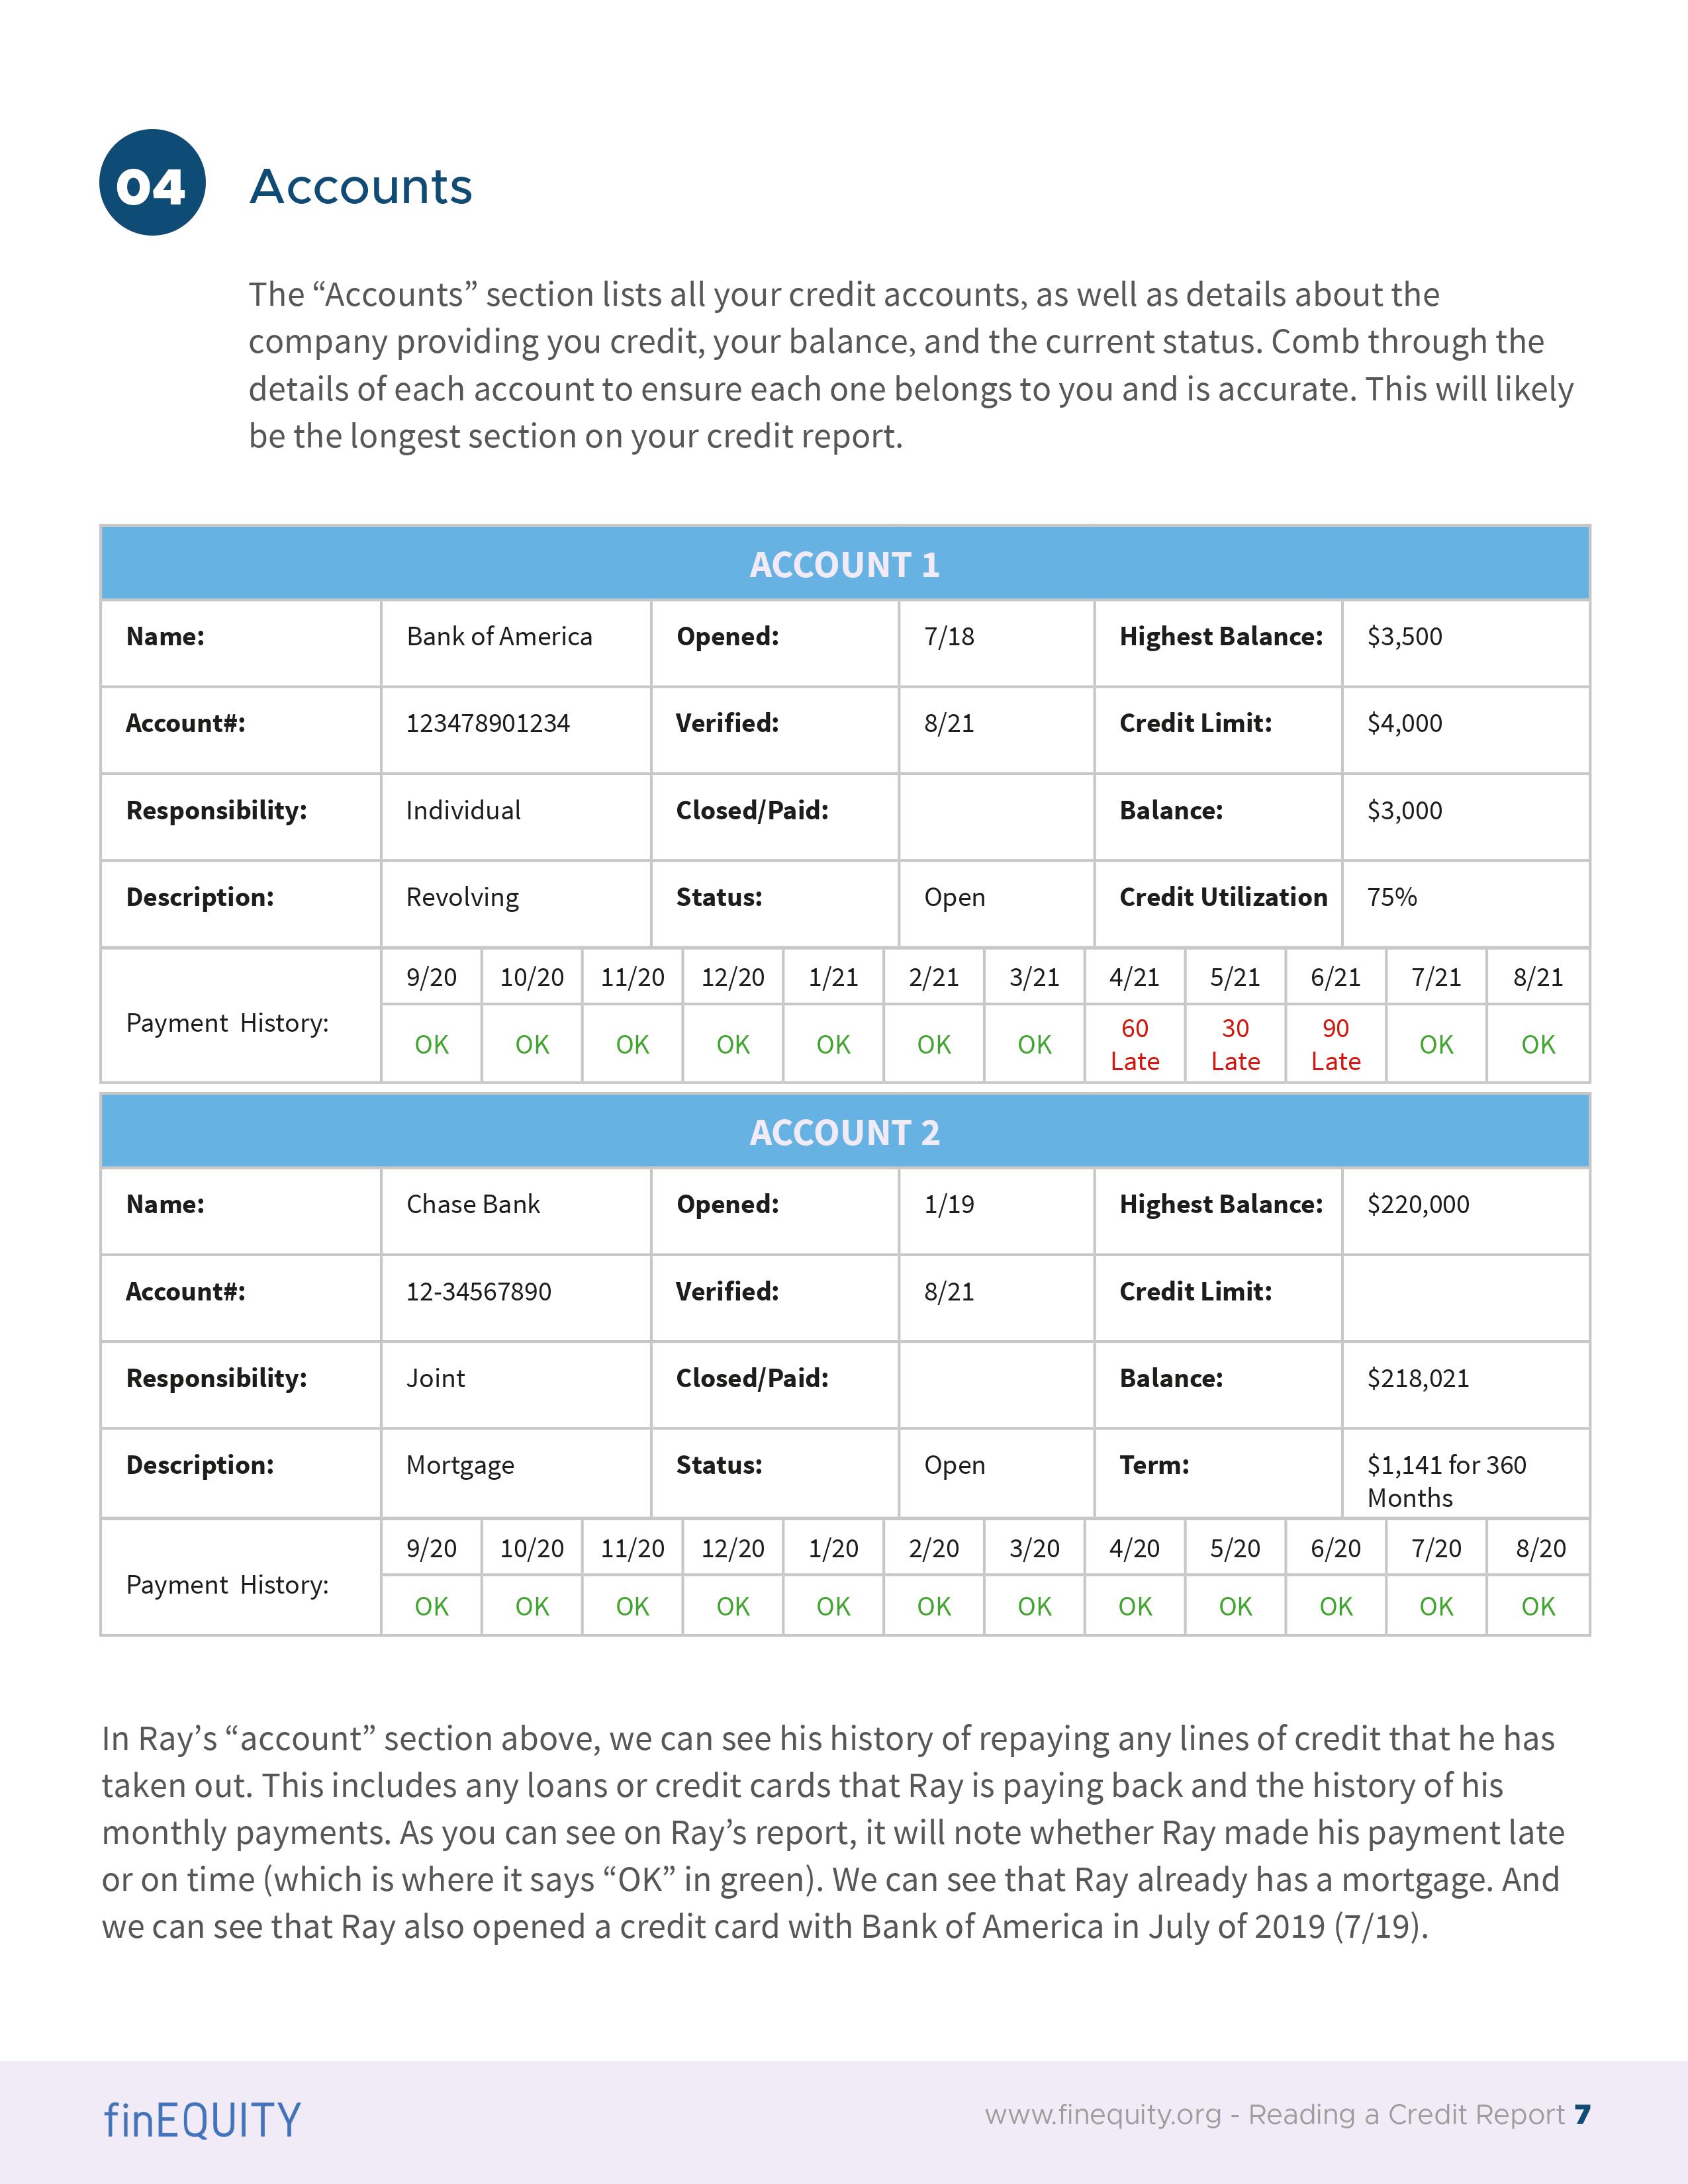 04
Accounts
The “Accounts” section lists all your credit accounts, as well as details about the
company providing you credit, your balance, and the current status. Comb through the
details of each account to ensure each one belongs to you and is accurate. This will likely
be the longest section on your credit report.
ACCOUNT 1
Name: Bank of America Opened: 7/18 Highest Balance: $3,500
Account#: 123478901234 Verified: 8/21 Credit Limit: $4,000
Responsibility: Individual Closed/Paid: Balance: $3,000
Description: Revolving Status: Open Credit Utilization 75%
9/20 10/20 11/20 12/20 1/21 2/21 3/21 4/21 5/21 6/21 7/21 8/21
Payment History:
OK OK OK OK OK OK OK 60 Late 30 Late 90 Late OK OK
ACCOUNT 2
Name: Chase Bank Opened: 1/19 Highest Balance: $220,000
Account#: 12-34567890 Verified: 8/21 Credit Limit:
Responsibility: Joint Closed/Paid: Balance: $218,021
Description: Mortgage Status: Open Term: $1,141 for 360
Months
9/20 10/20 11/20 12/20 1/20 2/20 3/20 4/20 5/20 6/20 7/20 8/20
Payment History:
OK OK OK OK OK OK OK OK OK OK OK OK
In Ray’s “account” section above, we can see his history of repaying any lines of credit that he has
taken out. This includes any loans or credit cards that Ray is paying back and the history of his
monthly payments. As you can see on Ray’s report, it will note whether Ray made his payment late
or on time (which is where it says “OK” in green). We can see that Ray already has a mortgage. And
we can see that Ray also opened a credit card with Bank of America in July of 2019 (7/19).
finEQUITY
www.finequity.org - Reading a Credit Report 7